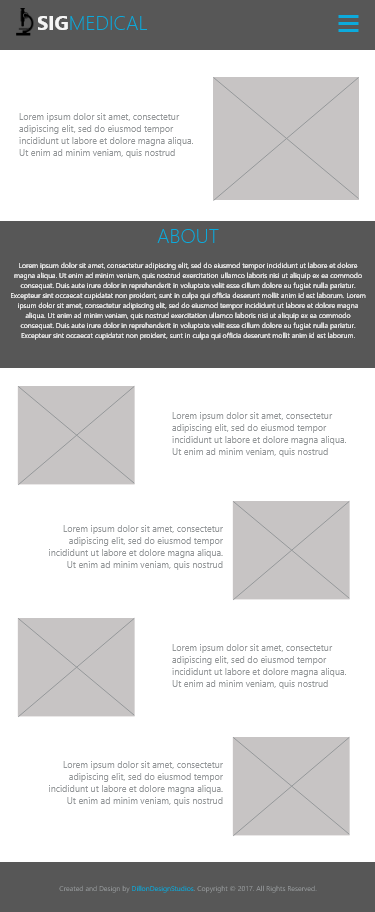 SIGMEDICAL
Lorem ipsum dolor sit amet, consectetur
adipiscing elit, sed do eiusmod tempor
incididunt ut labore et dolore magna aliqua.
Ut enim ad minim veniam, quis nostrud
ABOUT
Lorem ipsum dolor sit amet, consectetur adipiscing elit, sed do eiusmod tempor incididunt ut labore et dolore
magna aliqua. Ut enim ad minim veniam, quis nostrud exercitation ullamco laboris nisi ut aliquip ex ea commodo
consequat. Duis aute irure dolor in reprehenderit in voluptate velit esse cillum dolore eu fugiat nulla pariatur.
Excepteur sint occaecat cupidatat non proident, sunt in culpa qui officia deserunt mollit anim id est laborum. Lorem
ipsum dolor sit amet, consectetur adipiscing elit, sed do eiusmod tempor incididunt ut labore et dolore magna
aliqua. Ut enim ad minim veniam, quis nostrud exercitation ullamco laboris nisi ut aliquip ex ea commodo
consequat. Duis aute irure dolor in reprehenderit in voluptate velit esse cillum dolore eu fugiat nulla pariatur.
Excepteur sint occaecat cupidatat non proident, sunt in culpa qui officia deserunt mollit anim id est laborum.
Lorem ipsum dolor sit amet, consectetur
adipiscing elit, sed do eiusmod tempor
incididunt ut labore et dolore magna aliqua.
Ut enim ad minim veniam, quis nostrud
Lorem ipsum dolor sit amet, consectetur
adipiscing elit, sed do eiusmod tempor
incididunt ut labore et dolore magna aliqua.
Ut enim ad minim veniam, quis nostrud
Lorem ipsum dolor sit amet, consectetur
adipiscing elit, sed do eiusmod tempor
incididunt ut labore et dolore magna aliqua.
Ut enim ad minim veniam, quis nostrud
Lorem ipsum dolor sit amet, consectetur
adipiscing elit, sed do eiusmod tempor
incididunt ut labore et dolore magna aliqua.
Ut enim ad minim veniam, quis nostrud
Created and Design by DillonDesignStudios. Copyright © 2017. All Rights Reserved.